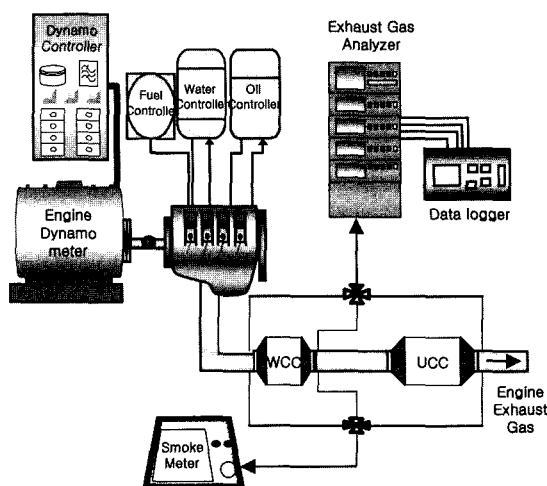 Dynamo
Controller
Exhaust Gas
Analyzer
Fuel
Controller
Water
Controller
Oil
Controller
Data logger
Engine
Dynamo
meter
WCC
UCC
Engine
Exhaust
Gas
Smoke
Meter